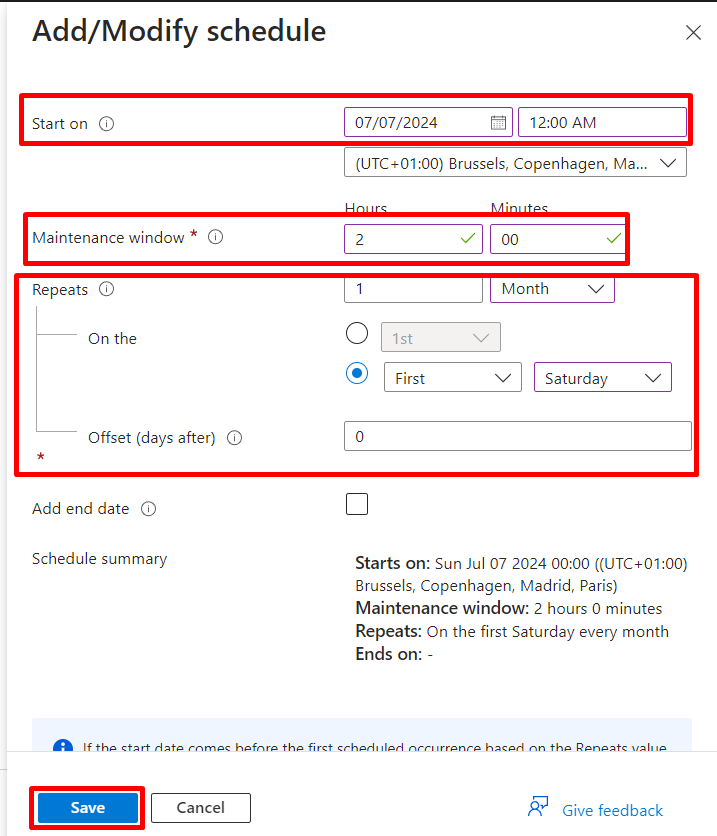 Add/Modify schedule
Start on 07/07/2024 12:00 AM
(UTC+01:00) Brussels, Copenhagen, Ma...
Hours Minutes
Maintenance window * 2 00
Repeats 1 Month
On the 1st
First Saturday
Offset (days after) 0
*
Add end date
Schedule summary
Starts on: Sun Jul 07 2024 00:00 ((UTC+01:00)
Brussels, Copenhagen, Madrid, Paris)
Maintenance window: 2 hours 0 minutes
Repeats: On the first Saturday every month
Ends on: -
If the start date comes before the first scheduled occurrence based on the Repeats value
Save Cancel Give feedback